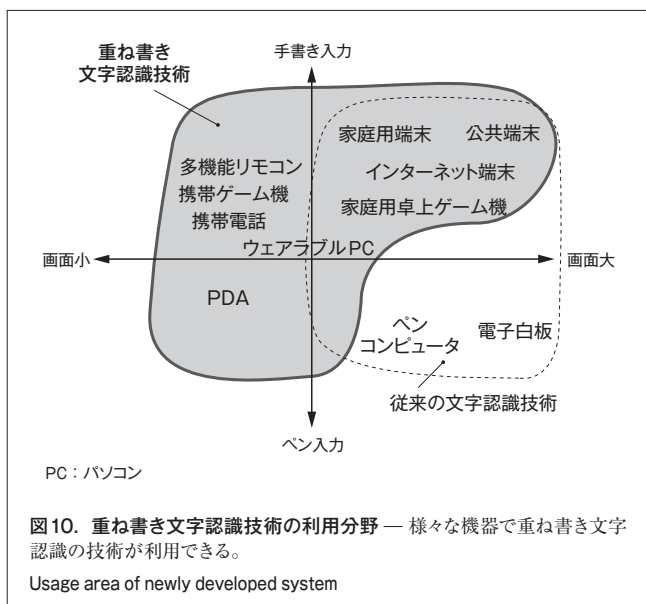 重ね書き
文字認識技術
手書き入力
家庭用端末 公共端末
インターネット端末
家庭用卓上ゲーム機
多機能リモコン
携帯ゲーム機
携帯電話
ウェアラブルPC
画面小
画面大
PDA
ペン
コンピュータ
電子白板
従来の文字認識技術
ペン入力
PC：パソコン
図10. 重ね書き文字認識技術の利用分野 — 様々な機器で重ね書き文字
認識の技術が利用できる。
Usage area of newly developed system